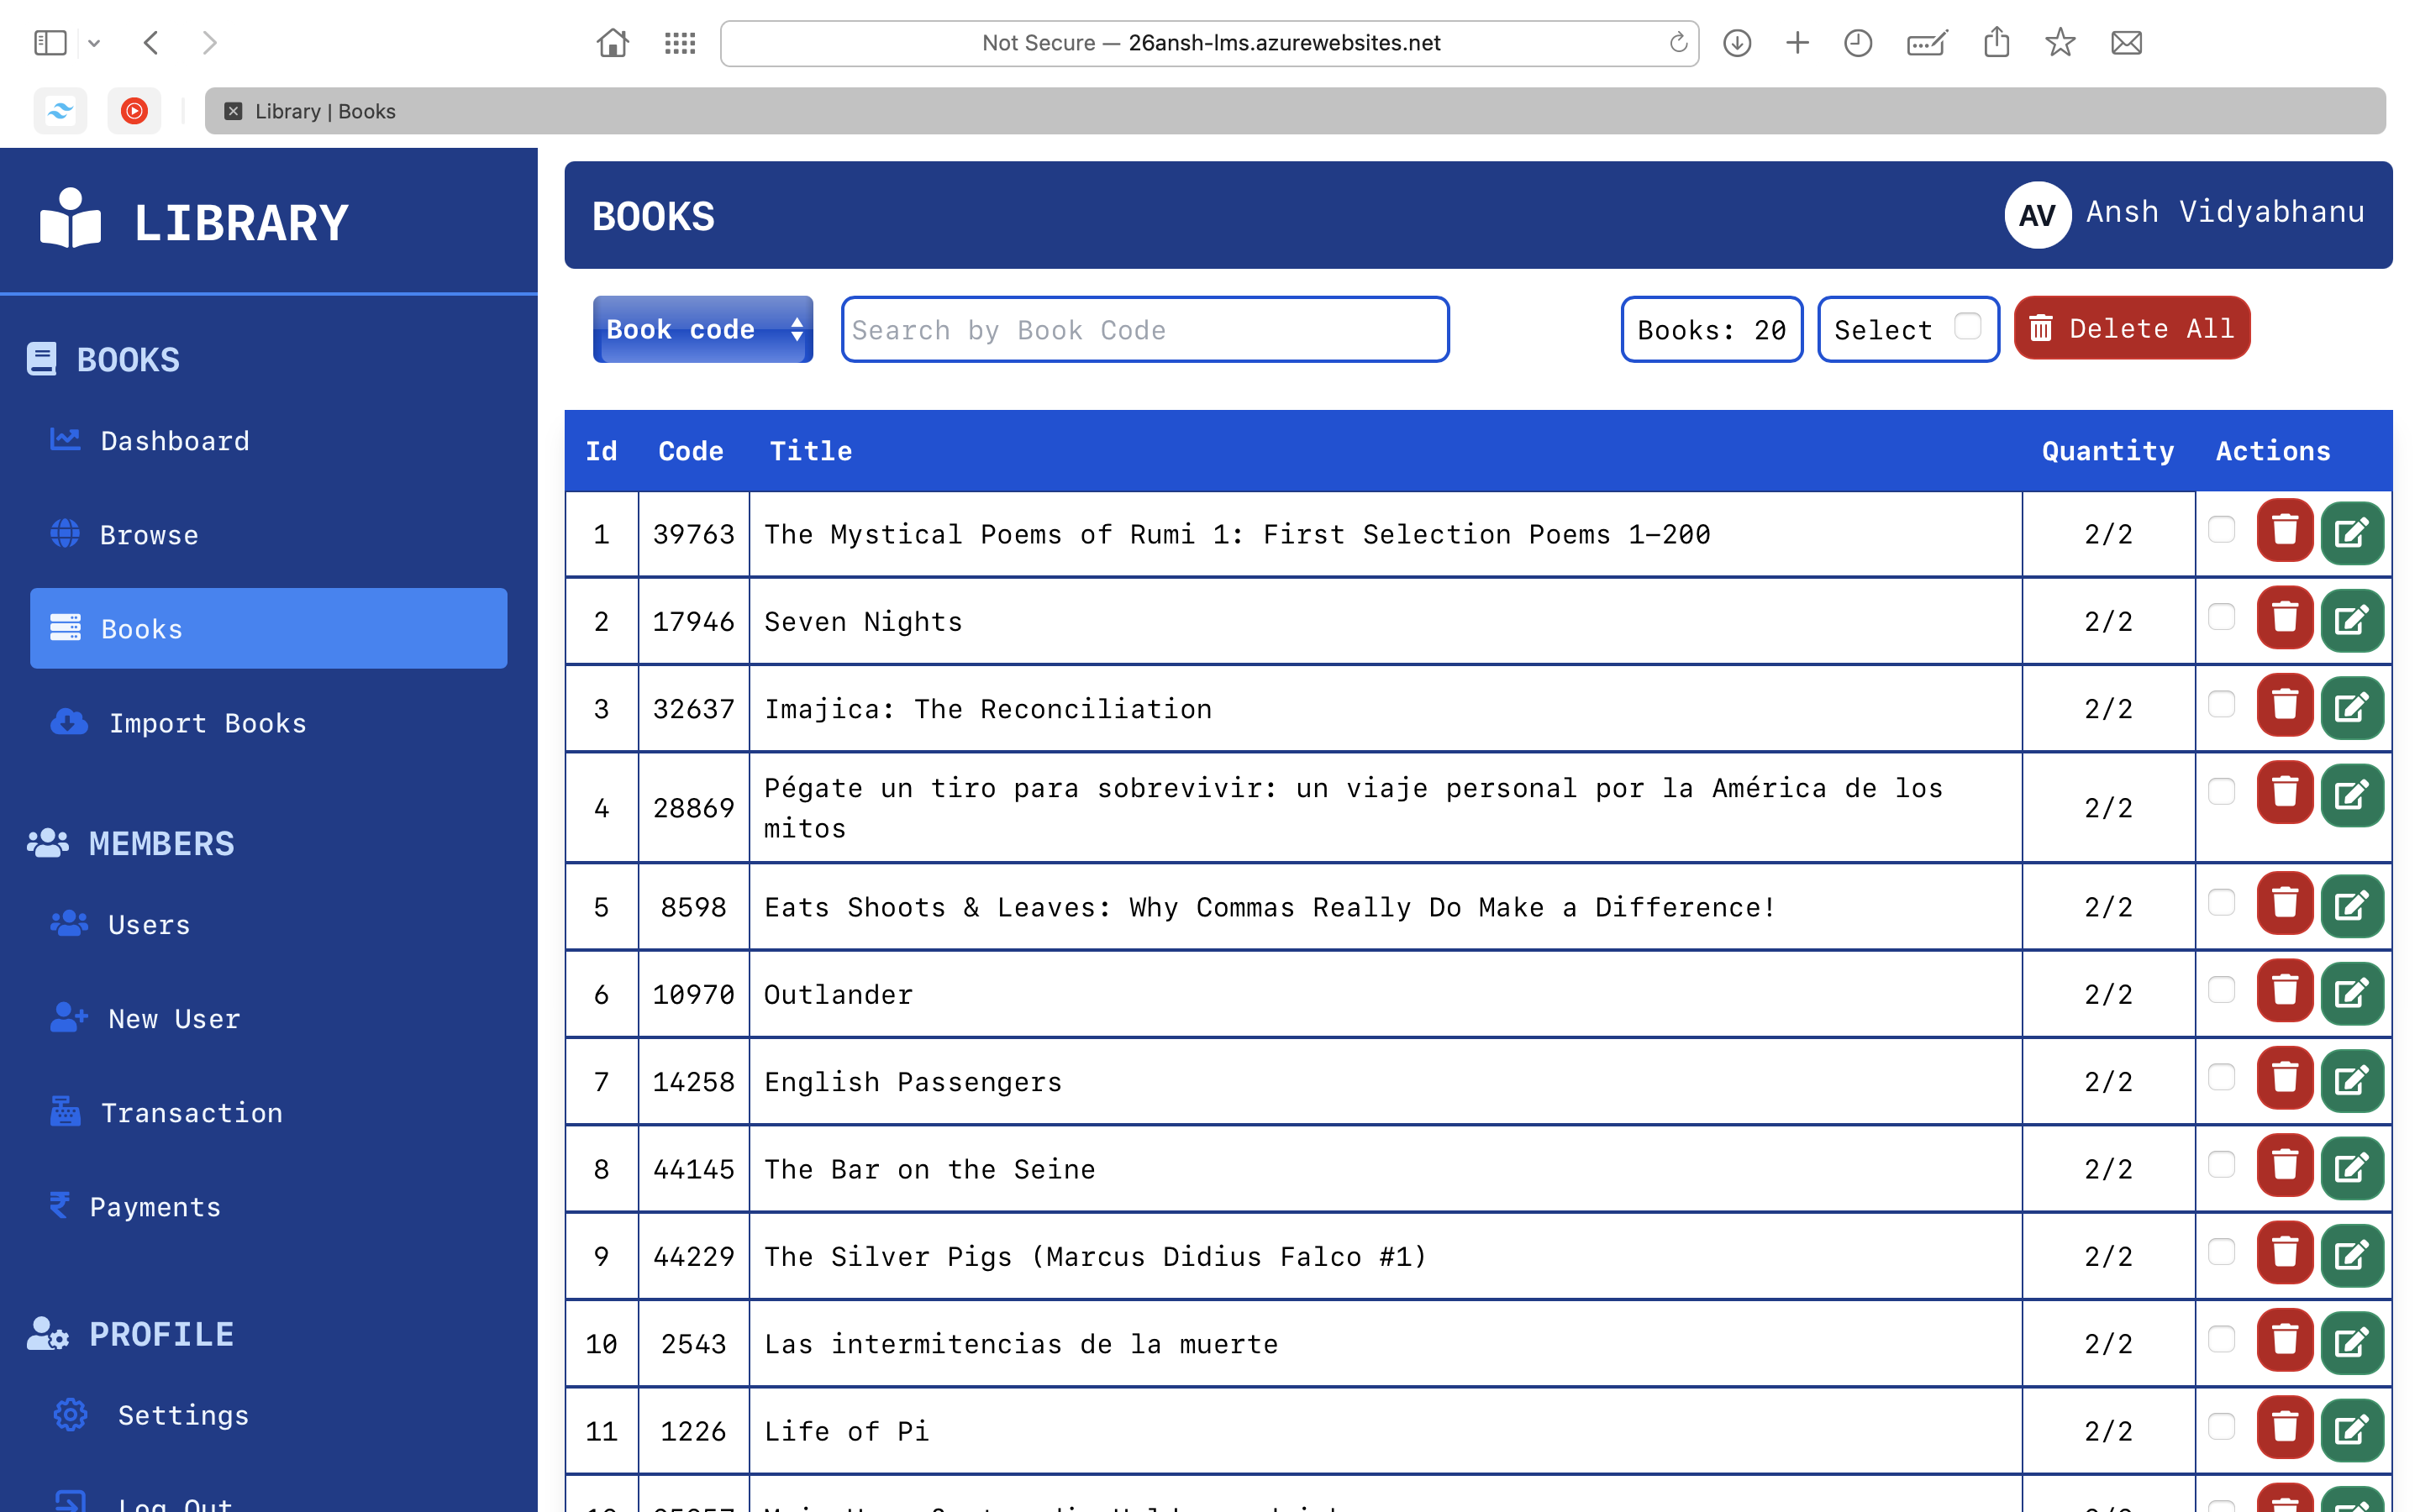 Not Secure — 26ansh-lms.azurewebsites.net
Library | Books
LIBRARY
BOOKS
Dashboard
Browse
Books
Import Books
MEMBERS
Users
New User
Transaction
Payments
PROFILE
Settings
Log Out
BOOKS
AV Ansh Vidyabhanu
Book code Search by Book Code Books: 20 Select Delete All
Id Code Title Quantity Actions
1 39763 The Mystical Poems of Rumi 1: First Selection Poems 1–200 2/2
2 17946 Seven Nights 2/2
3 32637 Imajica: The Reconciliation 2/2
4 28869 Pégate un tiro para sobrevivir: un viaje personal por la América de los
mitos 2/2
5 8598 Eats Shoots & Leaves: Why Commas Really Do Make a Difference! 2/2
6 10970 Outlander 2/2
7 14258 English Passengers 2/2
8 44145 The Bar on the Seine 2/2
9 44229 The Silver Pigs (Marcus Didius Falco #1) 2/2
10 2543 Las intermitencias de la muerte 2/2
11 1226 Life of Pi 2/2